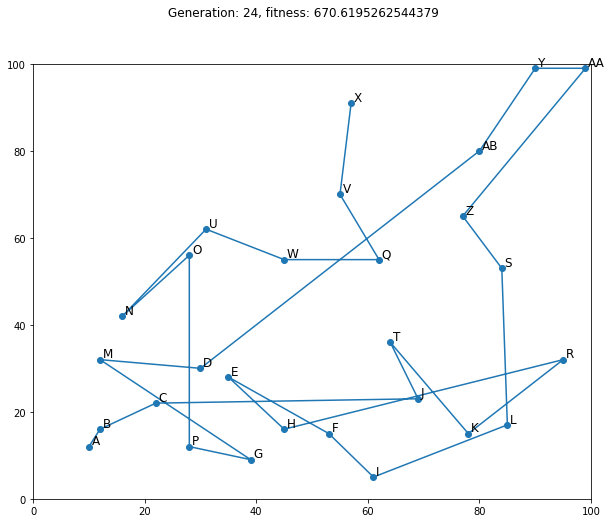 Generation: 24, fitness: 670.6195262544379
100
Y
AA
X
80
AB
V
Z
U
60
O
W
Q
S
N
40
T
M
R
D
E
C
J
20
B
H
F
K
L
A
P
G
I
0
0 20 40 60 80 100